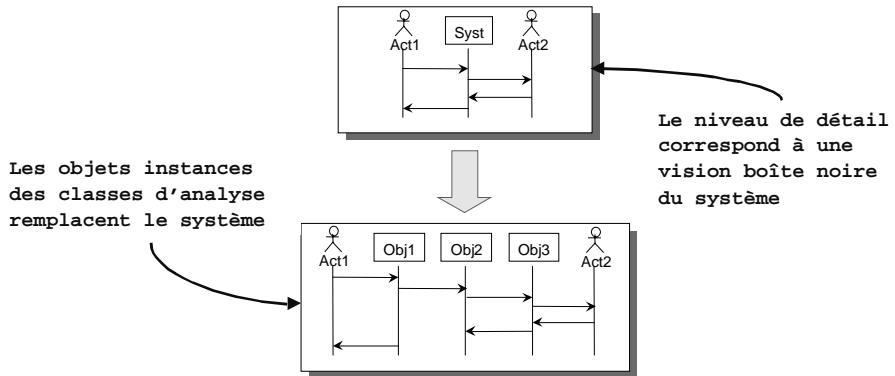 Syst
Act1
Act2
Le niveau de détail
correspond à une
vision boîte noire
du système
Les objets instances
des classes d'analyse
remplacent le système
Obj1
Obj2
Obj3
Act1
Act2